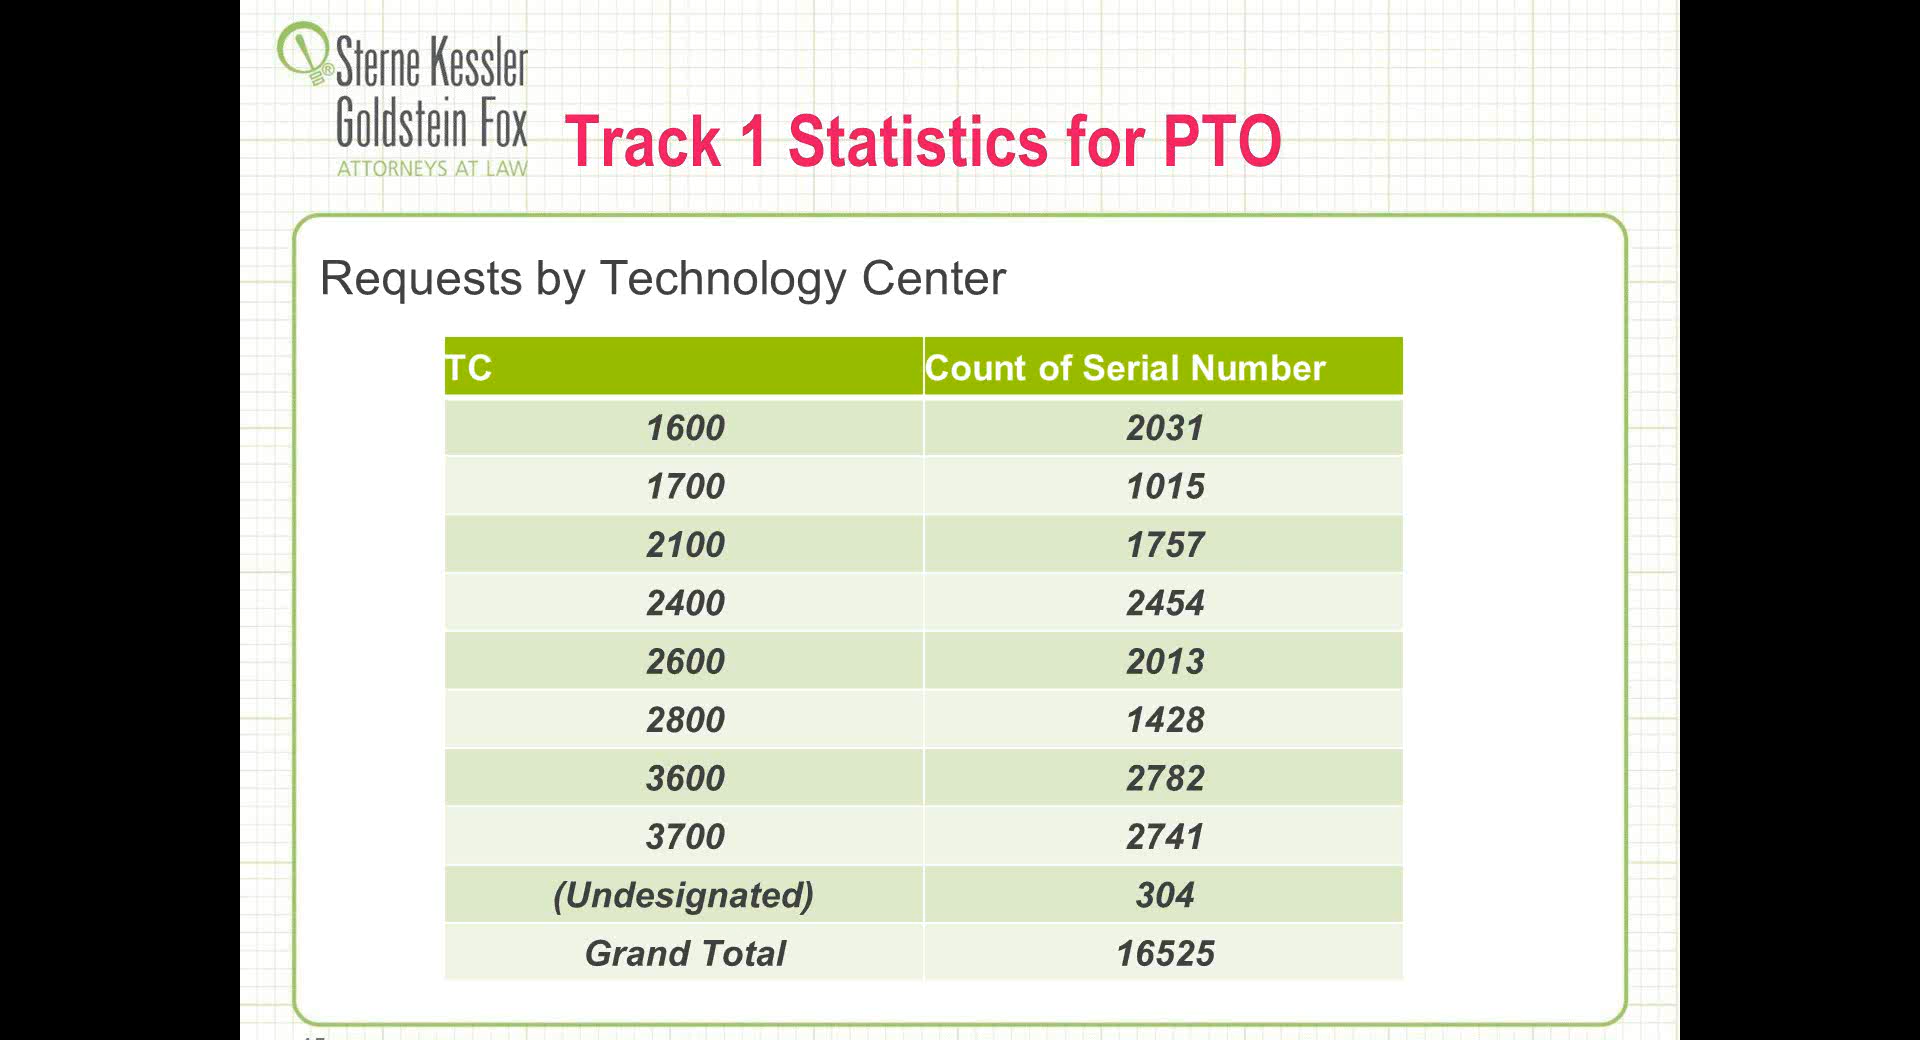 Sterne Kessler
Goldstein Fox
ATTORNEYS AT LAW
Track 1 Statistics for PTO
Requests by Technology Center
TC Count of Serial Number
1600 2031
1700 1015
2100 1757
2400 2454
2600 2013
2800 1428
3600 2782
3700 2741
(Undesignated) 304
Grand Total 16525